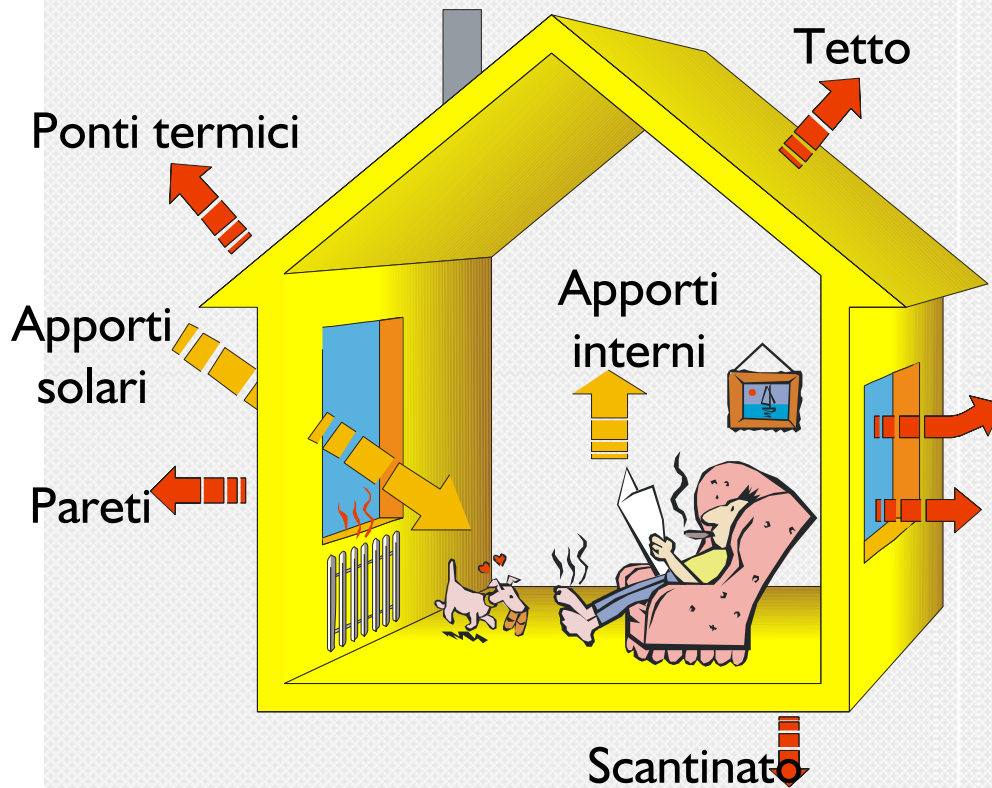 Tetto
Ponti termici
Apporti
solari
Apporti
interni
Pareti
Scantinato